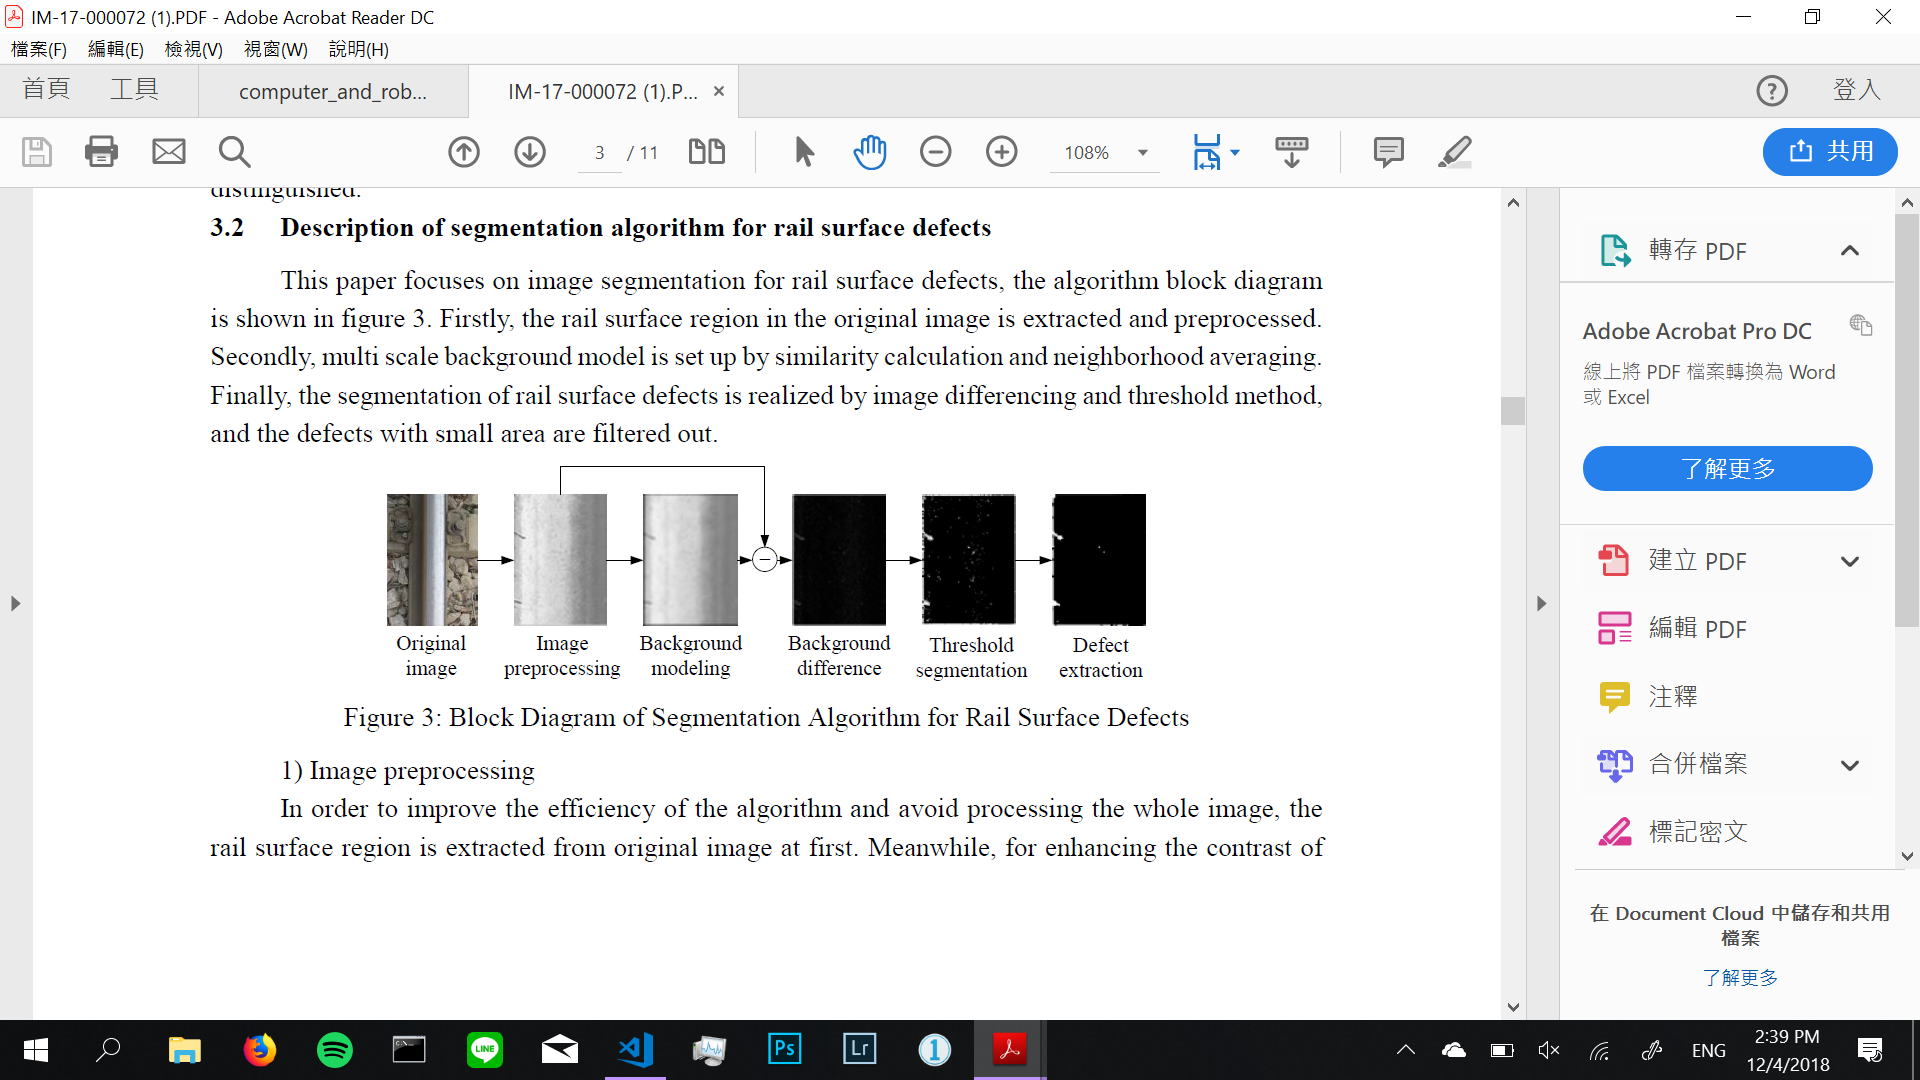 IM-17-000072 (1).PDF - Adobe Acrobat Reader DC
檔案(F) 編輯(E) 檢視(V) 視窗(W) 說明(H)
首頁 工具 computer_and_rob... IM-17-000072 (1).P... × ? 登入
3 / 11 108% 共用
distinguished.
3.2 Description of segmentation algorithm for rail surface defects
This paper focuses on image segmentation for rail surface defects, the algorithm block diagram
is shown in figure 3. Firstly, the rail surface region in the original image is extracted and preprocessed.
Secondly, multi scale background model is set up by similarity calculation and neighborhood averaging.
Finally, the segmentation of rail surface defects is realized by image differencing and threshold method,
and the defects with small area are filtered out.
Original
image
Image
preprocessing
Background
modeling
−
Background
difference
Threshold
segmentation
Defect
extraction
Figure 3: Block Diagram of Segmentation Algorithm for Rail Surface Defects
1) Image preprocessing
In order to improve the efficiency of the algorithm and avoid processing the whole image, the
rail surface region is extracted from original image at first. Meanwhile, for enhancing the contrast of
轉存 PDF
Adobe Acrobat Pro DC
線上將 PDF 檔案轉換為 Word
或 Excel
了解更多
建立 PDF
編輯 PDF
注釋
合併檔案
標記密文
在 Document Cloud 中儲存和共用
檔案
了解更多
LINE
Ps
Lr
1
ENG
2:39 PM
12/4/2018